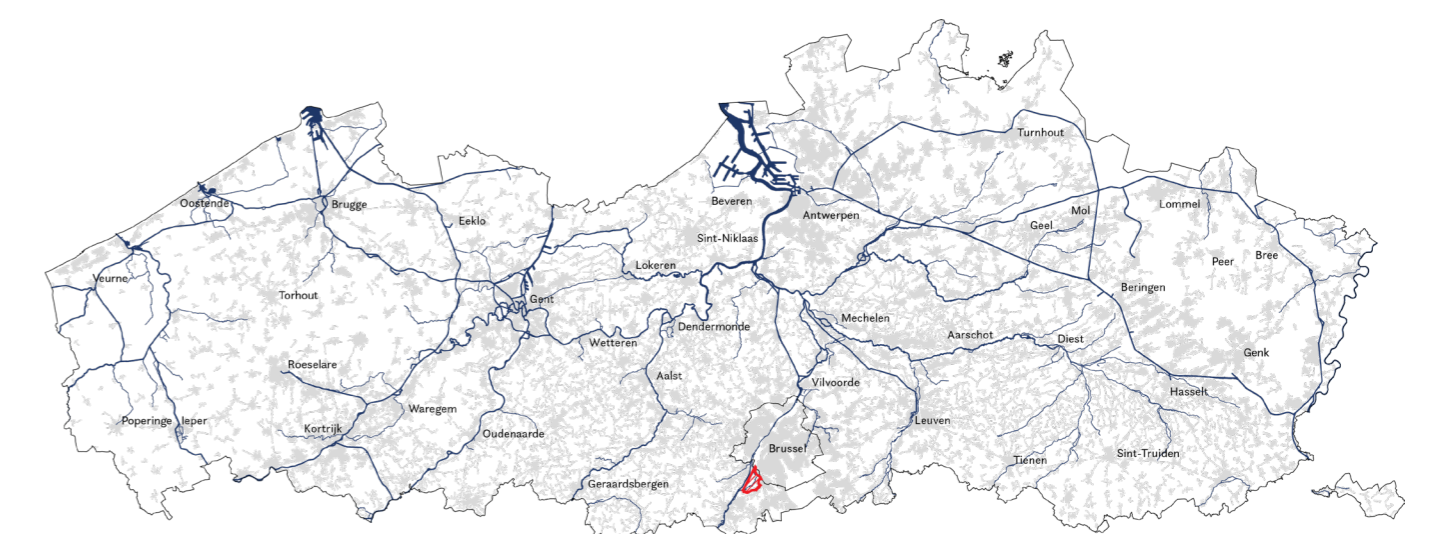 Turnhout
Beveren
Oostende
Brugge
Eeklo
Antwerpen
Mol
Lommel
Geel
Sint-Niklaas
Peer
Bree
Lokeren
Veurne
Torhout
Gent
Beringen
Dendermonde
Mechelen
Wetteren
Aarschot
Diest
Genk
Roeselare
Aalst
Vilvoorde
Hasselt
Waregem
Poperinge
Ieper
Kortrijk
Oudenaarde
Leuven
Brussel
Sint-Truiden
Tienen
Geraardsbergen